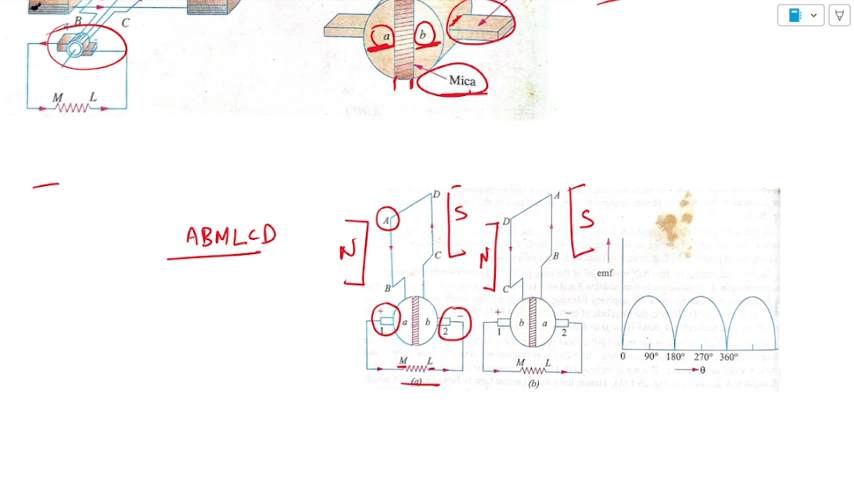 B
C
M L
a b
Mica
ABMLCD
N
A
D
S
C
B
+
1
a b
−
2
M L
(a)
N
D
A
S
B
C
+
1
b a
−
2
M L
(b)
emf
0 90° 180° 270° 360°
θ